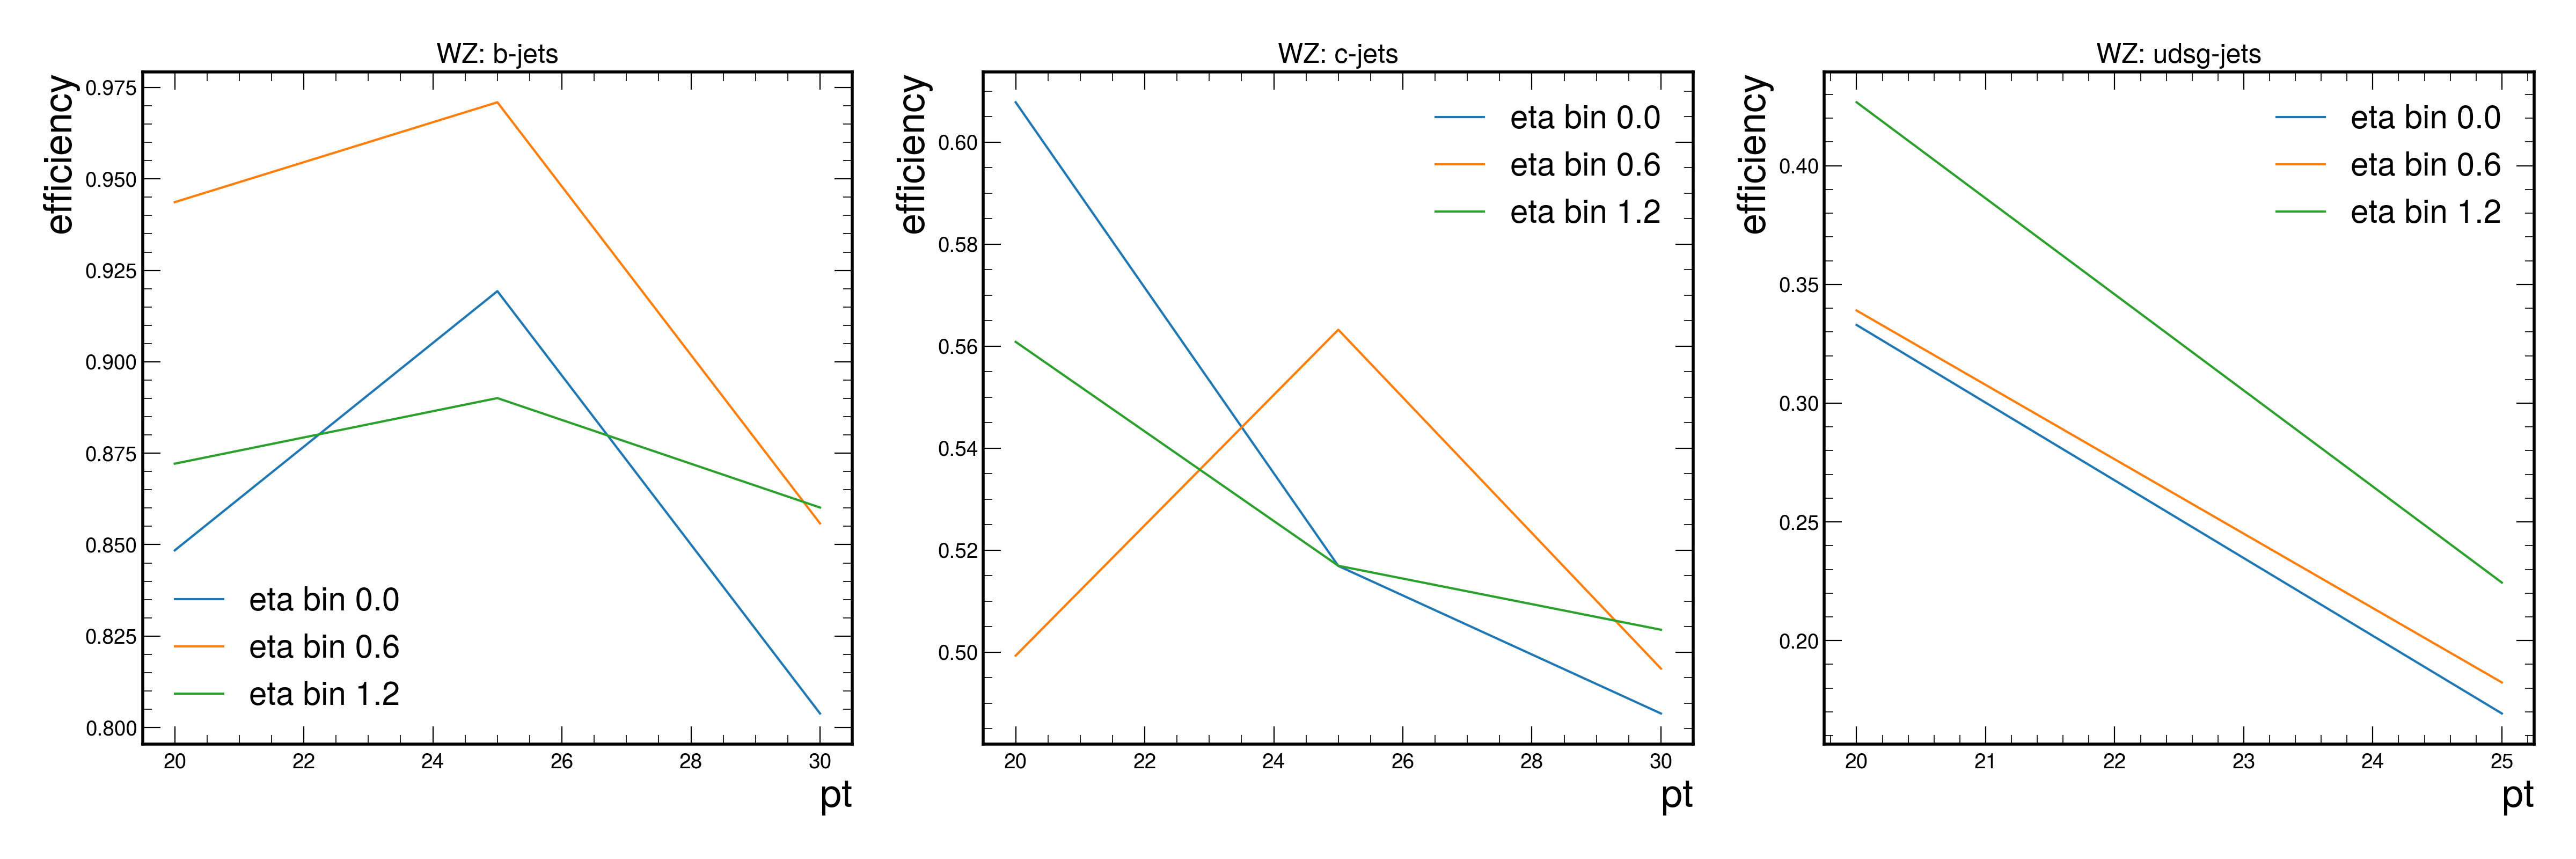 WZ: b-jets
efficiency
0.975
0.950
0.925
0.900
0.875
0.850
0.825
0.800
eta bin 0.0
eta bin 0.6
eta bin 1.2
20 22 24 26 28 30
pt
WZ: c-jets
efficiency
0.60
0.58
0.56
0.54
0.52
0.50
eta bin 0.0
eta bin 0.6
eta bin 1.2
20 22 24 26 28 30
pt
WZ: udsg-jets
efficiency
0.40
0.35
0.30
0.25
0.20
eta bin 0.0
eta bin 0.6
eta bin 1.2
20 21 22 23 24 25
pt